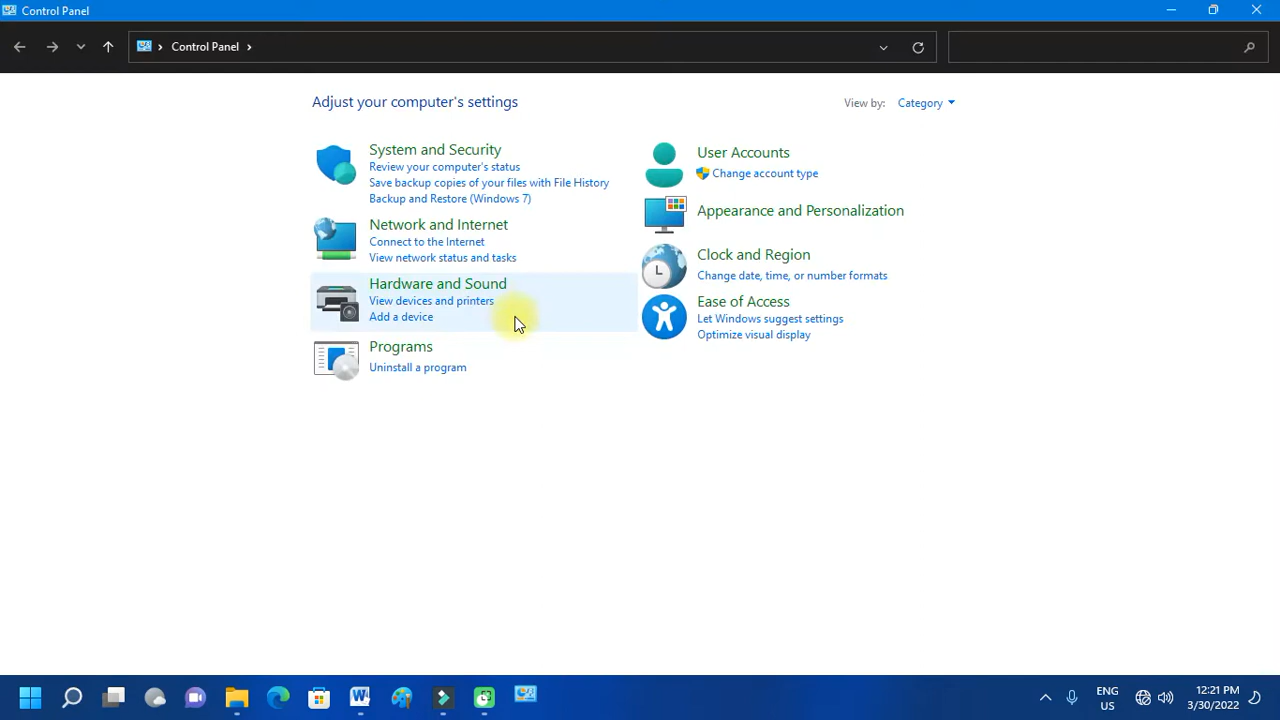 Control Panel
Control Panel
Adjust your computer's settings
View by: Category
System and Security
Review your computer's status
Save backup copies of your files with File History
Backup and Restore (Windows 7)
Network and Internet
Connect to the Internet
View network status and tasks
Hardware and Sound
View devices and printers
Add a device
Programs
Uninstall a program
User Accounts
Change account type
Appearance and Personalization
Clock and Region
Change date, time, or number formats
Ease of Access
Let Windows suggest settings
Optimize visual display
ENG
US
12:21 PM
3/30/2022